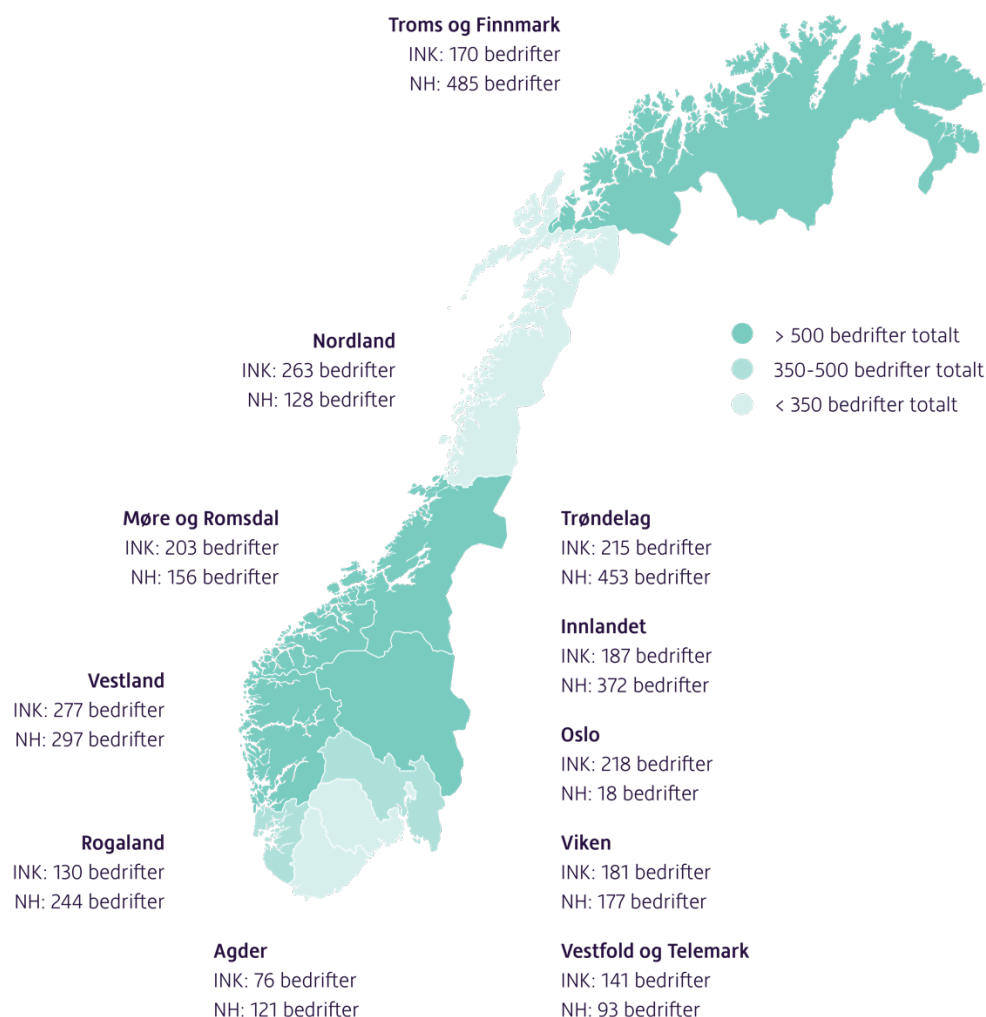 Troms og Finnmark
INK: 170 bedrifter
NH: 485 bedrifter
Nordland
INK: 263 bedrifter
NH: 128 bedrifter
> 500 bedrifter totalt
350-500 bedrifter totalt
< 350 bedrifter totalt
Møre og Romsdal
INK: 203 bedrifter
NH: 156 bedrifter
Trøndelag
INK: 215 bedrifter
NH: 453 bedrifter
Innlandet
INK: 187 bedrifter
NH: 372 bedrifter
Vestland
INK: 277 bedrifter
NH: 297 bedrifter
Oslo
INK: 218 bedrifter
NH: 18 bedrifter
Rogaland
INK: 130 bedrifter
NH: 244 bedrifter
Viken
INK: 181 bedrifter
NH: 177 bedrifter
Agder
INK: 76 bedrifter
NH: 121 bedrifter
Vestfold og Telemark
INK: 141 bedrifter
NH: 93 bedrifter